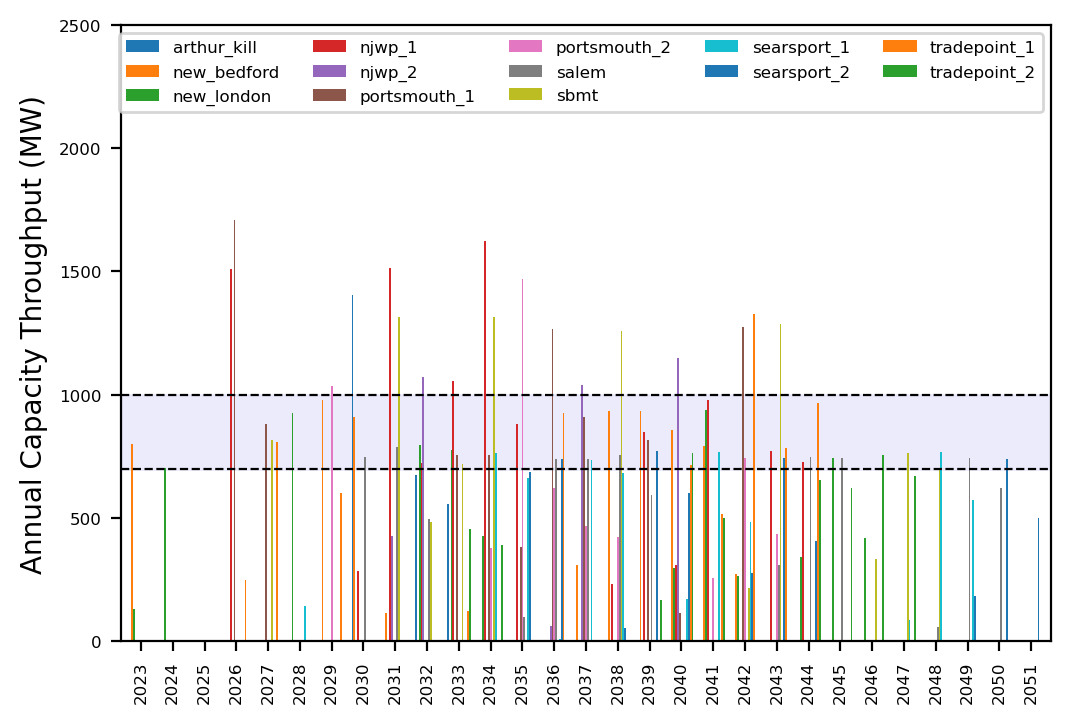 Annual Capacity Throughput (MW)
2500
2000
1500
1000
500
0
arthur_kill
new_bedford
new_london
njwp_1
njwp_2
portsmouth_1
portsmouth_2
salem
sbmt
searsport_1
searsport_2
tradepoint_1
tradepoint_2
2023
2024
2025
2026
2027
2028
2029
2030
2031
2032
2033
2034
2035
2036
2037
2038
2039
2040
2041
2042
2043
2044
2045
2046
2047
2048
2049
2050
2051